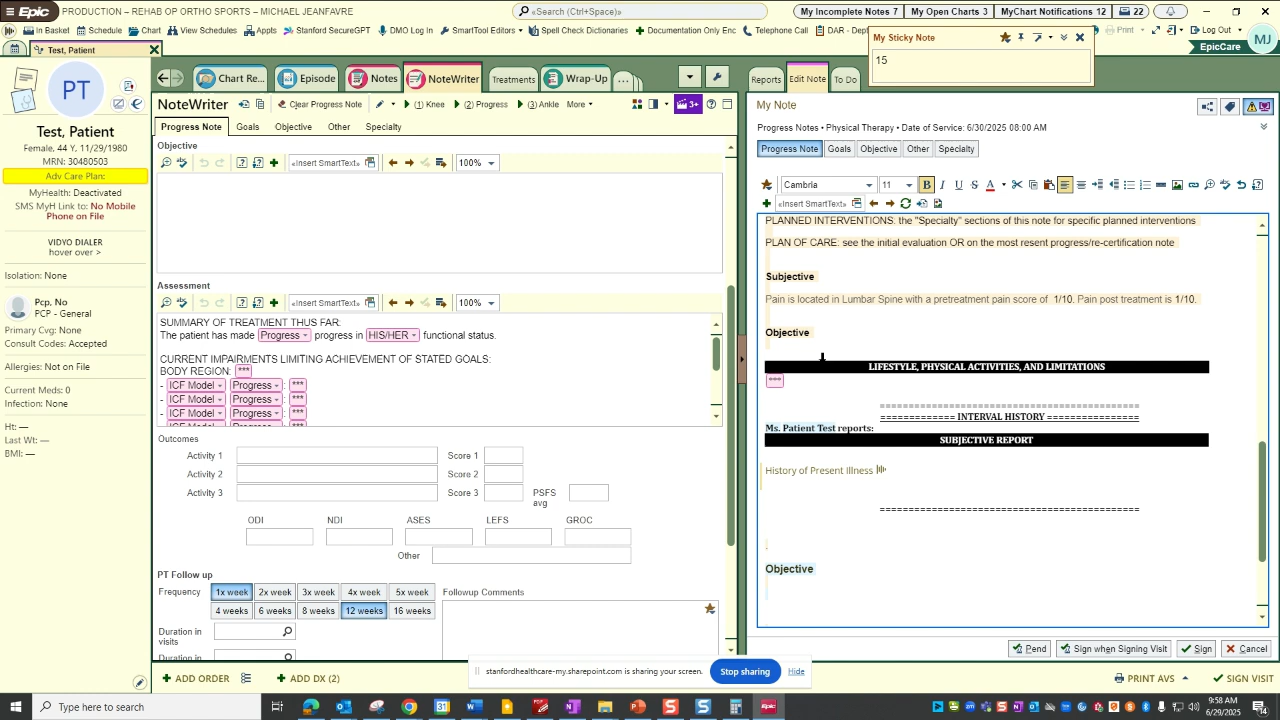 Epic
PRODUCTION – REHAB OP ORTHO SPORTS – MICHAEL JEANFAVRE
«Search (Ctrl+Space)»
My Incomplete Notes 7
My Open Charts 3
MyChart Notifications 12
22
In Basket
Schedule
Chart
View Schedules
Appts
Stanford SecureGPT
DMO Log In
SmartTool Editors
Spell Check Dictionaries
Documentation Only Enc
Telephone Call
DAR - Dep
Print
Log Out
My Sticky Note
15
MJ
EpicCare
Test, Patient
Chart Re...
Episode
Notes
NoteWriter
Treatments
Wrap-Up
...
Reports
Edit Note
To Do
PT
Test, Patient
Female, 44 Y, 11/29/1980
MRN: 30480503
Adv Care Plan:
MyHealth: Deactivated
SMS MyH Link to: No Mobile
Phone on File
VIDYO DIALER
hover over >
Isolation: None
Pcp, No
PCP - General
Primary Cvg: None
Consult Codes: Accepted
Allergies: Not on File
Current Meds: 0
Infection: None
Ht: —
Last Wt: —
BMI: —
NoteWriter
Clear Progress Note
(1) Knee
(2) Progress
(3) Ankle
More
3+
Progress Note
Goals
Objective
Other
Specialty
Objective
«Insert SmartText»
100%
Assessment
«Insert SmartText»
100%
SUMMARY OF TREATMENT THUS FAR:
The patient has made Progress progress in HIS/HER functional status.
CURRENT IMPAIRMENTS LIMITING ACHIEVEMENT OF STATED GOALS:
BODY REGION: ***
- ICF Model Progress: ***
- ICF Model Progress: ***
- ICF Model Progress: ***
- ICF Model Progress: ***
Outcomes
Activity 1
Score 1
Activity 2
Score 2
Activity 3
Score 3
PSFS
avg
ODI
NDI
ASES
LEFS
GROC
Other
PT Follow up
Frequency
1x week
2x week
3x week
4x week
5x week
4 weeks
6 weeks
8 weeks
12 weeks
16 weeks
Followup Comments
Duration in
visits
Duration in
My Note
Progress Notes • Physical Therapy • Date of Service: 6/30/2025 08:00 AM
Progress Note
Goals
Objective
Other
Specialty
Cambria
11
B
I
U
S
A
«Insert SmartText»
PLANNED INTERVENTIONS: the "Specialty" sections of this note for specific planned interventions
PLAN OF CARE: see the initial evaluation OR on the most resent progress/re-certification note
Subjective
Pain is located in Lumbar Spine with a pretreatment pain score of 1/10. Pain post treatment is 1/10.
Objective
LIFESTYLE, PHYSICAL ACTIVITIES, AND LIMITATIONS
***
============================================
============ INTERVAL HISTORY ===============
Ms. Patient Test reports:
SUBJECTIVE REPORT
History of Present Illness
============================================
Objective
Pend
Sign when Signing Visit
Sign
Cancel
ADD ORDER
ADD DX (2)
PRINT AVS
SIGN VISIT
stanfordhealthcare-my.sharepoint.com is sharing your screen.
Stop sharing
Hide
Type here to search
9:58 AM
6/29/2025
14